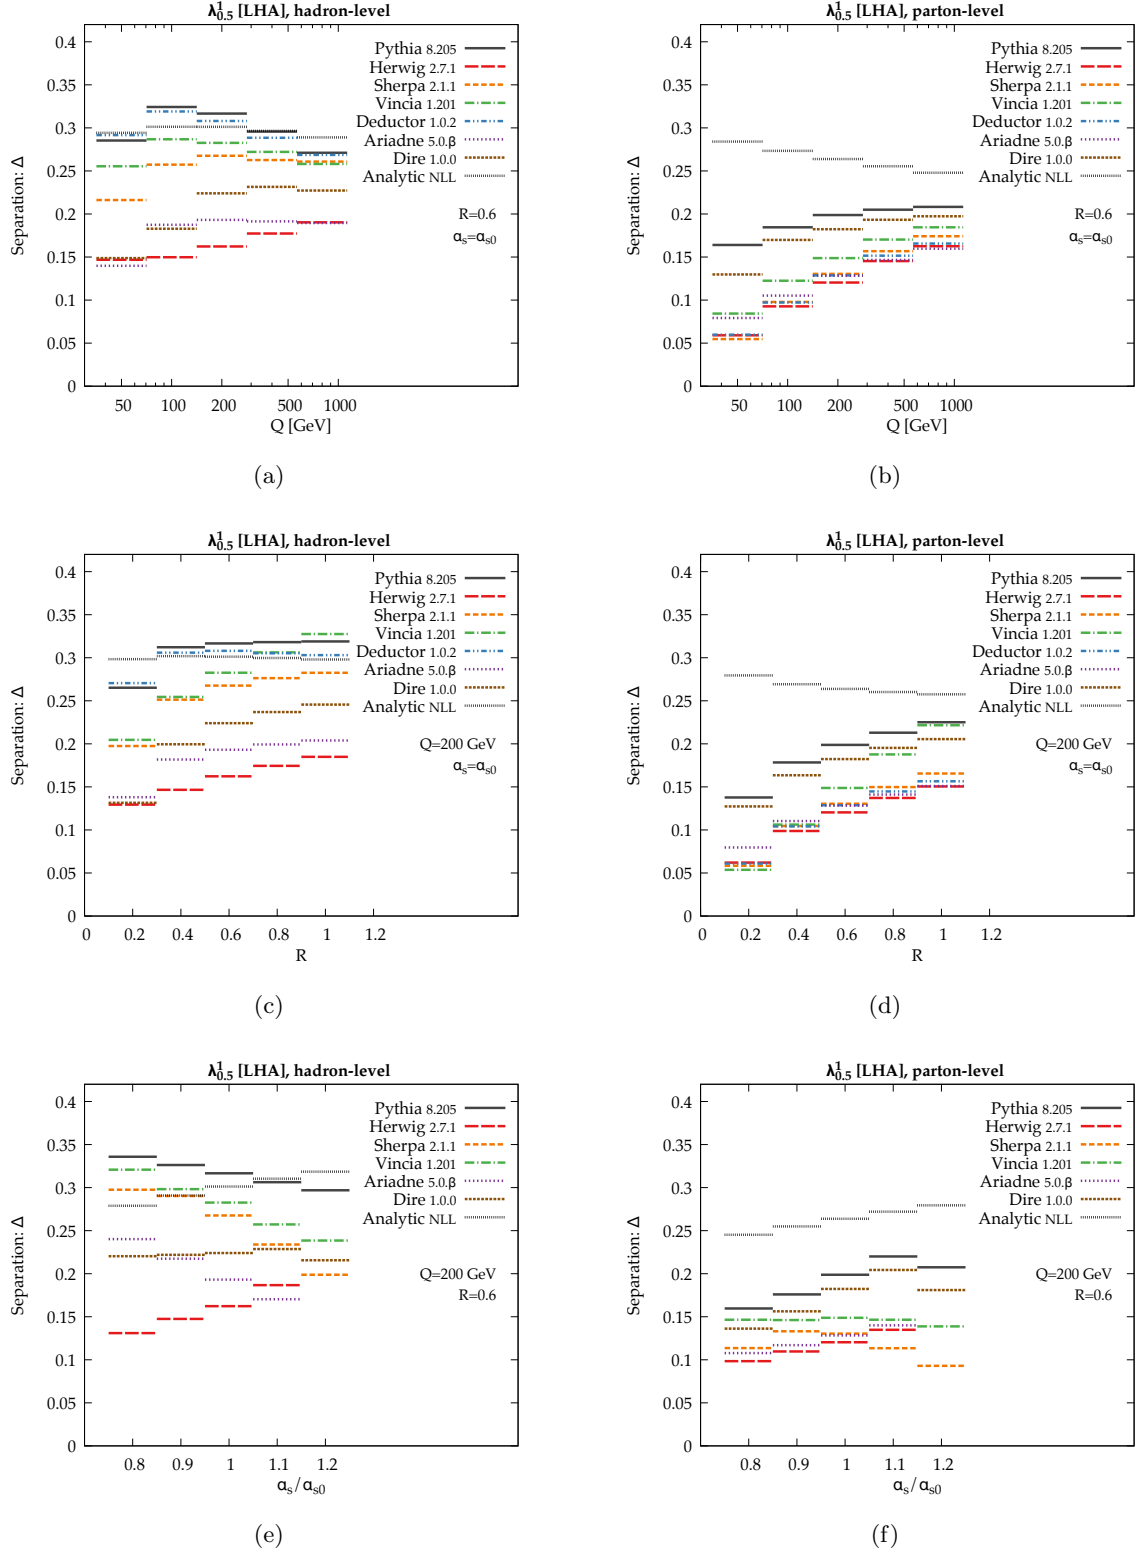 λ¹₀.₅ [LHA], hadron-level
Separation: Δ
0.4
0.35
0.3
0.25
0.2
0.15
0.1
0.05
0
Pythia 8.205
Herwig 2.7.1
Sherpa 2.1.1
Vincia 1.201
Deductor 1.0.2
Ariadne 5.0.β
Dire 1.0.0
Analytic NLL
R=0.6
αs=αs0
50 100 200 500 1000
Q [GeV]
(a)
λ¹₀.₅ [LHA], parton-level
Separation: Δ
0.4
0.35
0.3
0.25
0.2
0.15
0.1
0.05
0
Pythia 8.205
Herwig 2.7.1
Sherpa 2.1.1
Vincia 1.201
Deductor 1.0.2
Ariadne 5.0.β
Dire 1.0.0
Analytic NLL
R=0.6
αs=αs0
50 100 200 500 1000
Q [GeV]
(b)
λ¹₀.₅ [LHA], hadron-level
Separation: Δ
0.4
0.35
0.3
0.25
0.2
0.15
0.1
0.05
0
Pythia 8.205
Herwig 2.7.1
Sherpa 2.1.1
Vincia 1.201
Deductor 1.0.2
Ariadne 5.0.β
Dire 1.0.0
Analytic NLL
Q=200 GeV
αs=αs0
0 0.2 0.4 0.6 0.8 1 1.2
R
(c)
λ¹₀.₅ [LHA], parton-level
Separation: Δ
0.4
0.35
0.3
0.25
0.2
0.15
0.1
0.05
0
Pythia 8.205
Herwig 2.7.1
Sherpa 2.1.1
Vincia 1.201
Deductor 1.0.2
Ariadne 5.0.β
Dire 1.0.0
Analytic NLL
Q=200 GeV
αs=αs0
0 0.2 0.4 0.6 0.8 1 1.2
R
(d)
λ¹₀.₅ [LHA], hadron-level
Separation: Δ
0.4
0.35
0.3
0.25
0.2
0.15
0.1
0.05
0
Pythia 8.205
Herwig 2.7.1
Sherpa 2.1.1
Vincia 1.201
Ariadne 5.0.β
Dire 1.0.0
Analytic NLL
Q=200 GeV
R=0.6
0.8 0.9 1 1.1 1.2
αs/αs0
(e)
λ¹₀.₅ [LHA], parton-level
Separation: Δ
0.4
0.35
0.3
0.25
0.2
0.15
0.1
0.05
0
Pythia 8.205
Herwig 2.7.1
Sherpa 2.1.1
Vincia 1.201
Ariadne 5.0.β
Dire 1.0.0
Analytic NLL
Q=200 GeV
R=0.6
0.8 0.9 1 1.1 1.2
αs/αs0
(f)